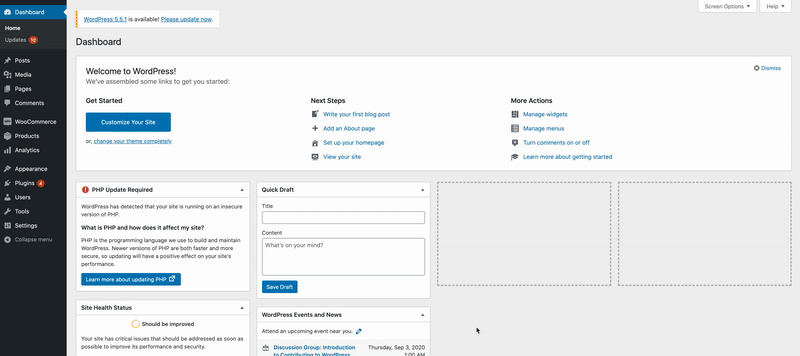 Dashboard
Home
Updates 10
Posts
Media
Pages
Comments
WooCommerce
Products
Analytics
Appearance
Plugins 4
Users
Tools
Settings
Collapse menu
Screen Options ▼
Help ▼
WordPress 5.5.1 is available! Please update now.
Dashboard
Welcome to WordPress!
We've assembled some links to get you started:
Dismiss
Get Started
Customize Your Site
or, change your theme completely
Next Steps
Write your first blog post
Add an About page
Set up your homepage
View your site
More Actions
Manage widgets
Manage menus
Turn comments on or off
Learn more about getting started
PHP Update Required
WordPress has detected that your site is running on an insecure
version of PHP.
What is PHP and how does it affect my site?
PHP is the programming language we use to build and maintain
WordPress. Newer versions of PHP are both faster and more
secure, so updating will have a positive effect on your site's
performance.
Learn more about updating PHP
Site Health Status
Should be improved
Your site has critical issues that should be addressed as soon as
possible to improve its performance and security.
Quick Draft
Title
Content
What's on your mind?
Save Draft
WordPress Events and News
Attend an upcoming event near you.
Discussion Group: Introduction
to Contributing to WordPress
Thursday, Sep 3, 2020
1:00 AM